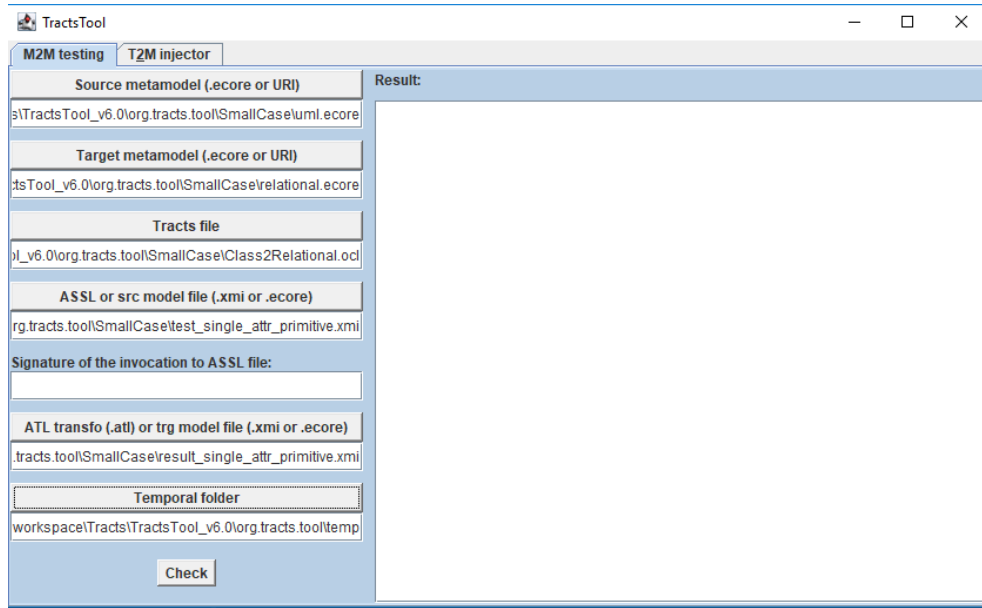 TractsTool
M2M testing
T2M injector
Source metamodel (.ecore or URI)
s\TractsTool_v6.0\org.tracts.tool\SmallCase\uml.ecore
Target metamodel (.ecore or URI)
tsTool_v6.0\org.tracts.tool\SmallCase\relational.ecore
Tracts file
ol_v6.0\org.tracts.tool\SmallCase\Class2Relational.ocl
ASSL or src model file (.xmi or .ecore)
rg.tracts.tool\SmallCase\test_single_attr_primitive.xmi
Signature of the invocation to ASSL file:
ATL transfo (.atl) or trg model file (.xmi or .ecore)
.tracts.tool\SmallCase\result_single_attr_primitive.xmi
Temporal folder
workspace\Tracts\TractsTool_v6.0\org.tracts.tool\temp
Check
Result: